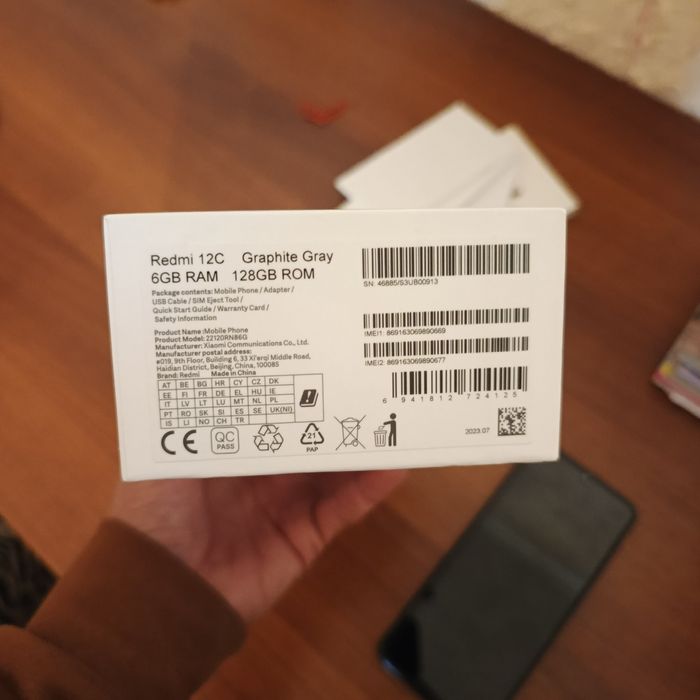 Redmi 12C Graphite Gray
6GB RAM 128GB ROM
Package contents: Mobile Phone / Adapter /
USB Cable / SIM Eject Tool /
Quick Start Guide / Warranty Card /
Safety Information
Product Name :Mobile Phone
Product Model: 22120RN86G
Manufacturer: Xiaomi Communications Co., Ltd.
Manufacturer postal address:
#019, 9th Floor, Building 6, 33 Xi'erqi Middle Road,
Haidian District, Beijing, China, 100085
Brand: Redmi Made in China
AT BE BG HR CY CZ DK
EE FI FR DE EL HU IE
IT LV LT LU MT NL PL
PT RO SK SI ES SE UK(NI)
IS LI NO CH TR
CE
QC
PASS
21
PAP
SN: 46885/S3UB00913
IMEI1: 869163069890669
IMEI2: 869163069890677
6 941812 724125
2023.07